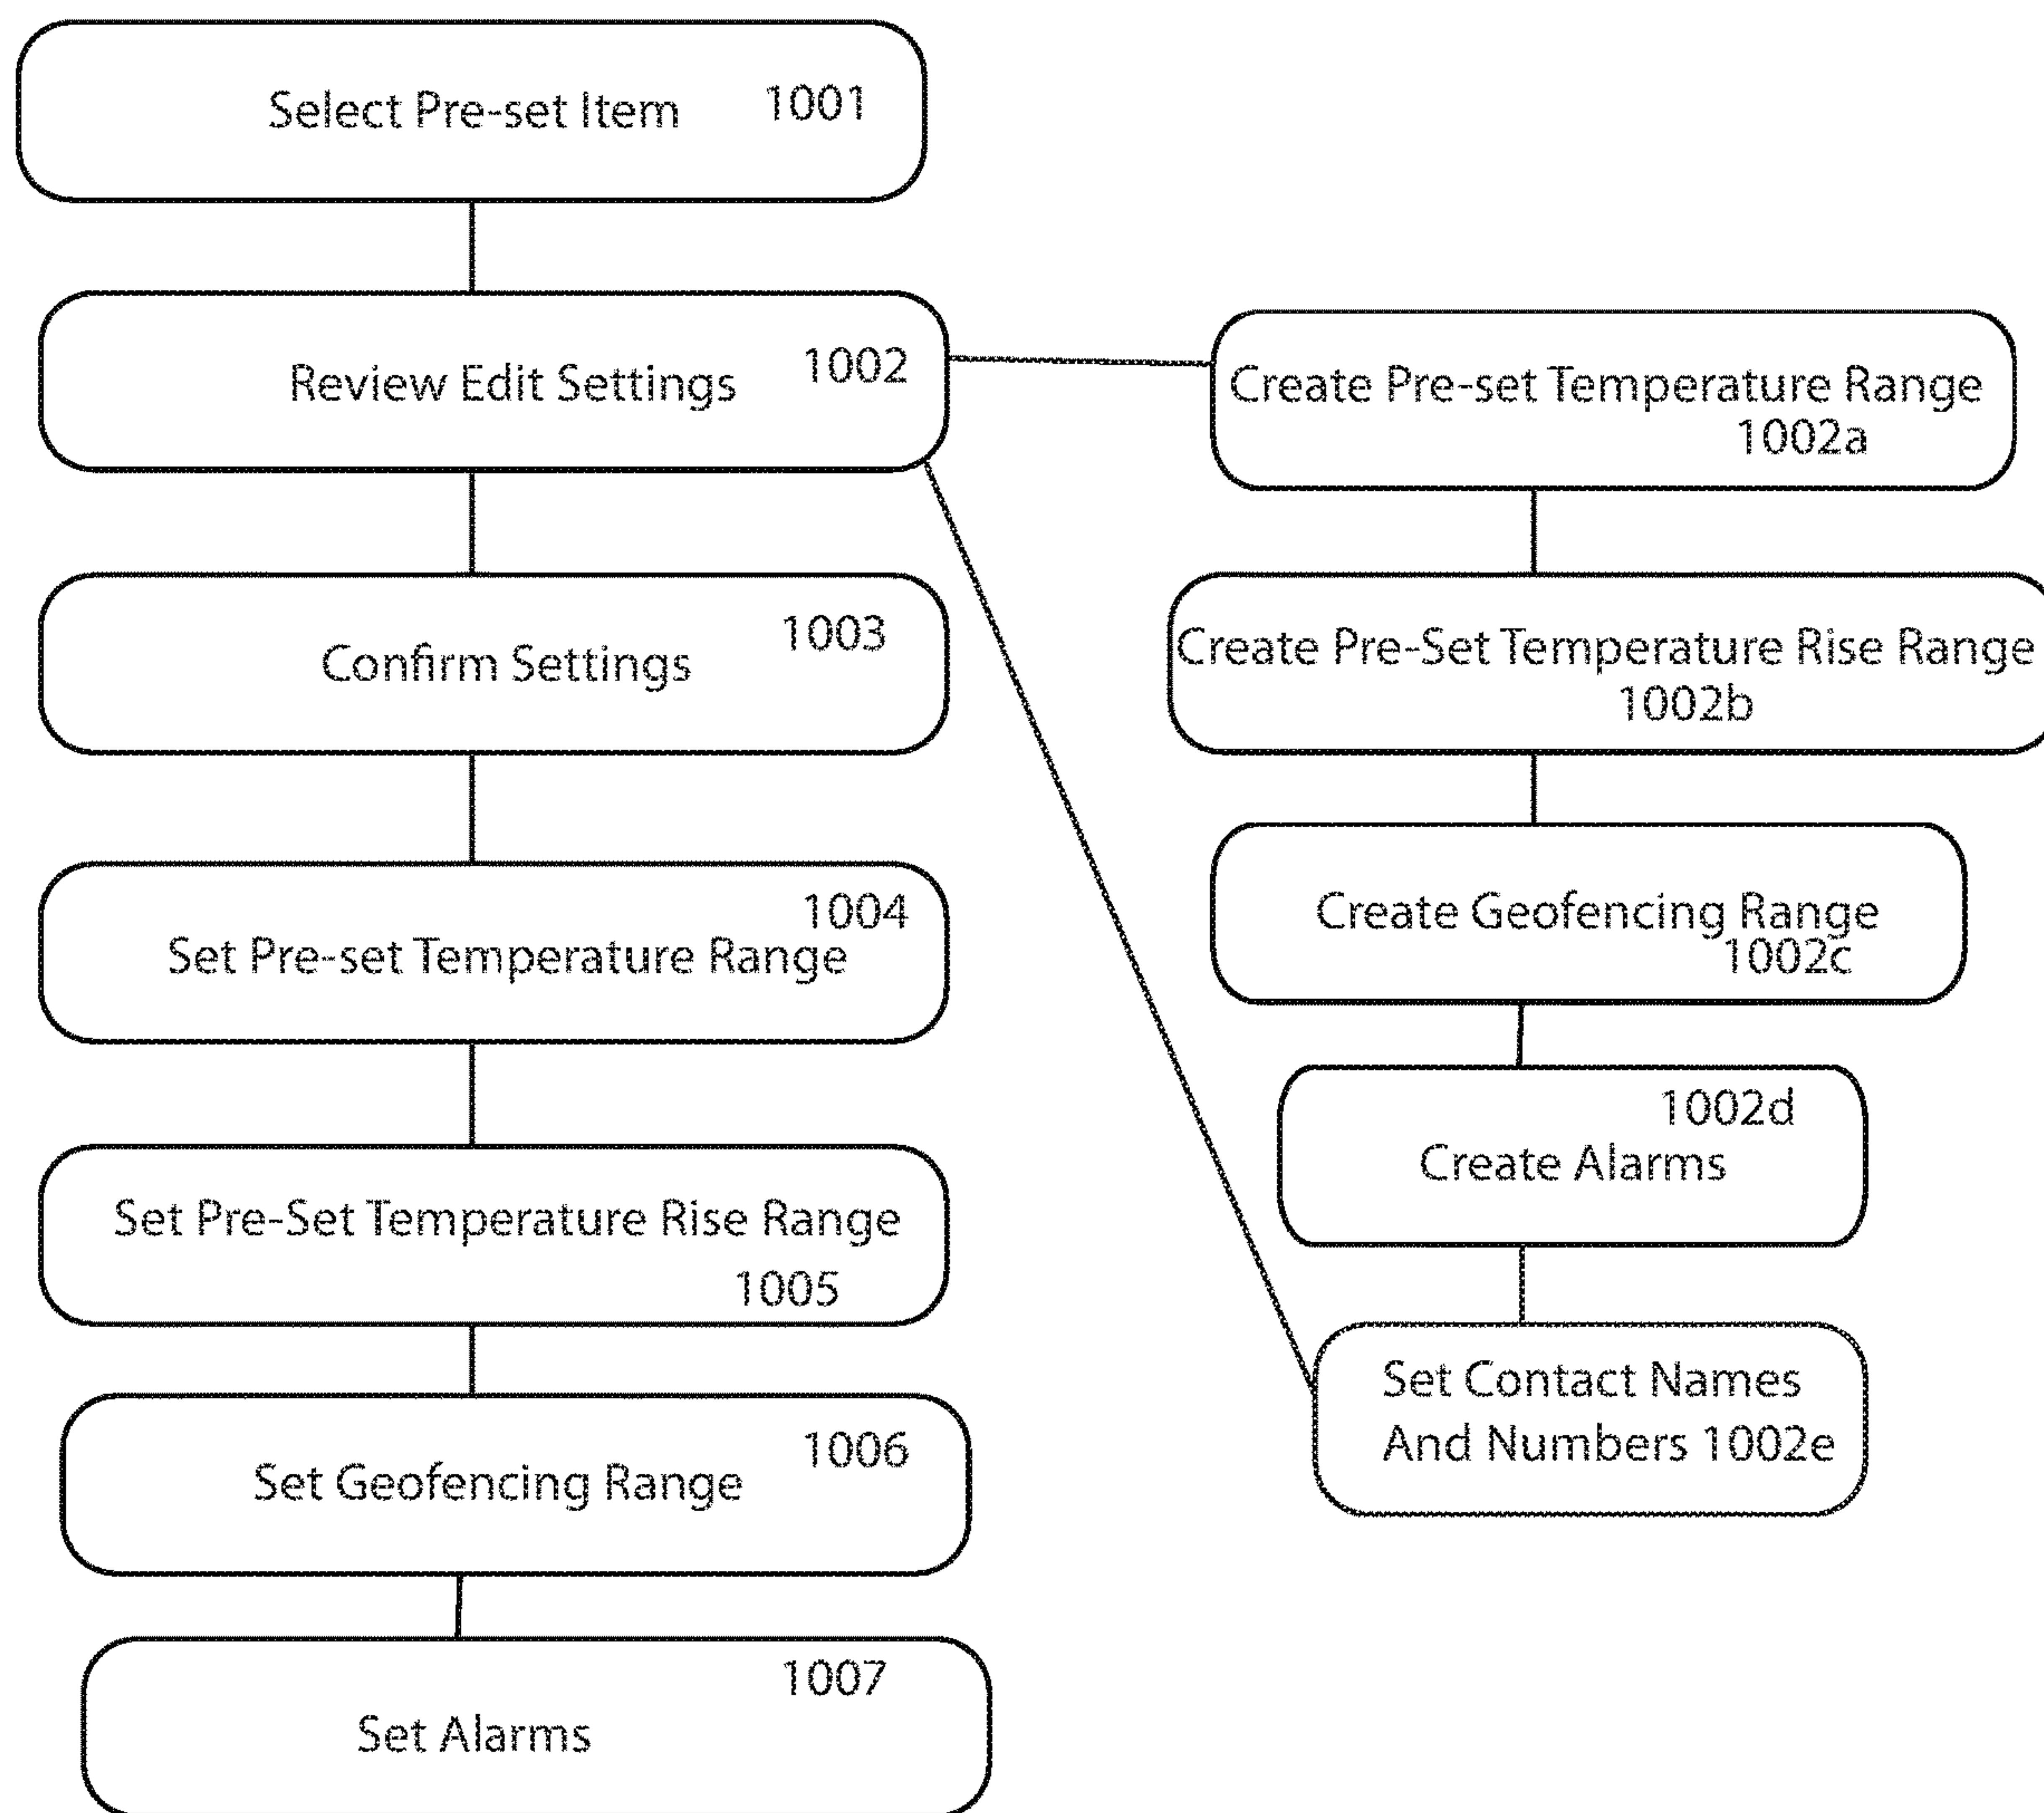 Select Pre-set Item 1001
Review Edit Settings 1002
Confirm Settings 1003
1004
Set Pre-set Temperature Range
Set Pre-Set Temperature Rise Range
1005
Set Geofencing Range 1006
1007
Set Alarms
Create Pre-set Temperature Range
1002a
Create Pre-Set Temperature Rise Range
1002b
Create Geofencing Range
1002c
1002d
Create Alarms
Set Contact Names
And Numbers 1002e